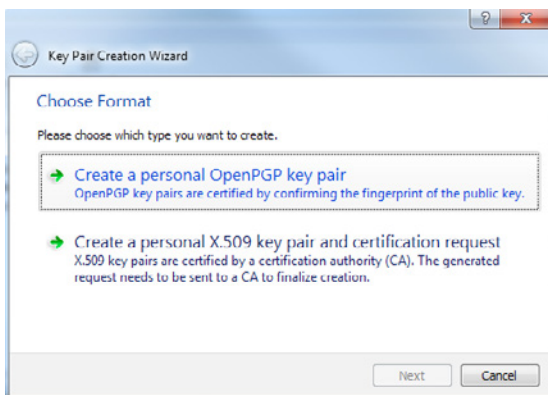 Key Pair Creation Wizard
Choose Format
Please choose which type you want to create.
Create a personal OpenPGP key pair
OpenPGP key pairs are certified by confirming the fingerprint of the public key.
Create a personal X.509 key pair and certification request
X.509 key pairs are certified by a certification authority (CA). The generated
request needs to be sent to a CA to finalize creation.
Next
Cancel